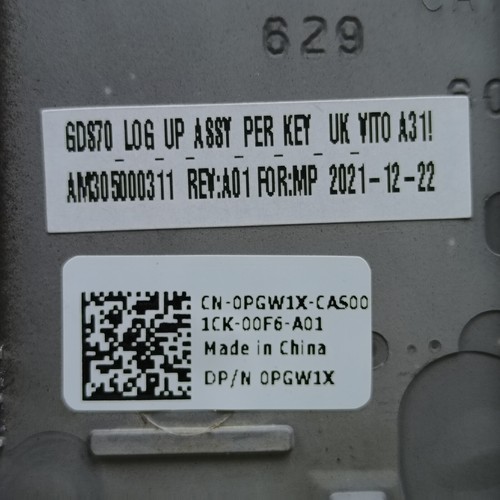 629
GDS70 LOG UP ASSY PER KEY UK VITO A31!
AM305000311 REV:A01 FOR:MP 2021-12-22
CN-0PGW1X-CAS00
1CK-00F6-A01
Made in China
DP/N 0PGW1X